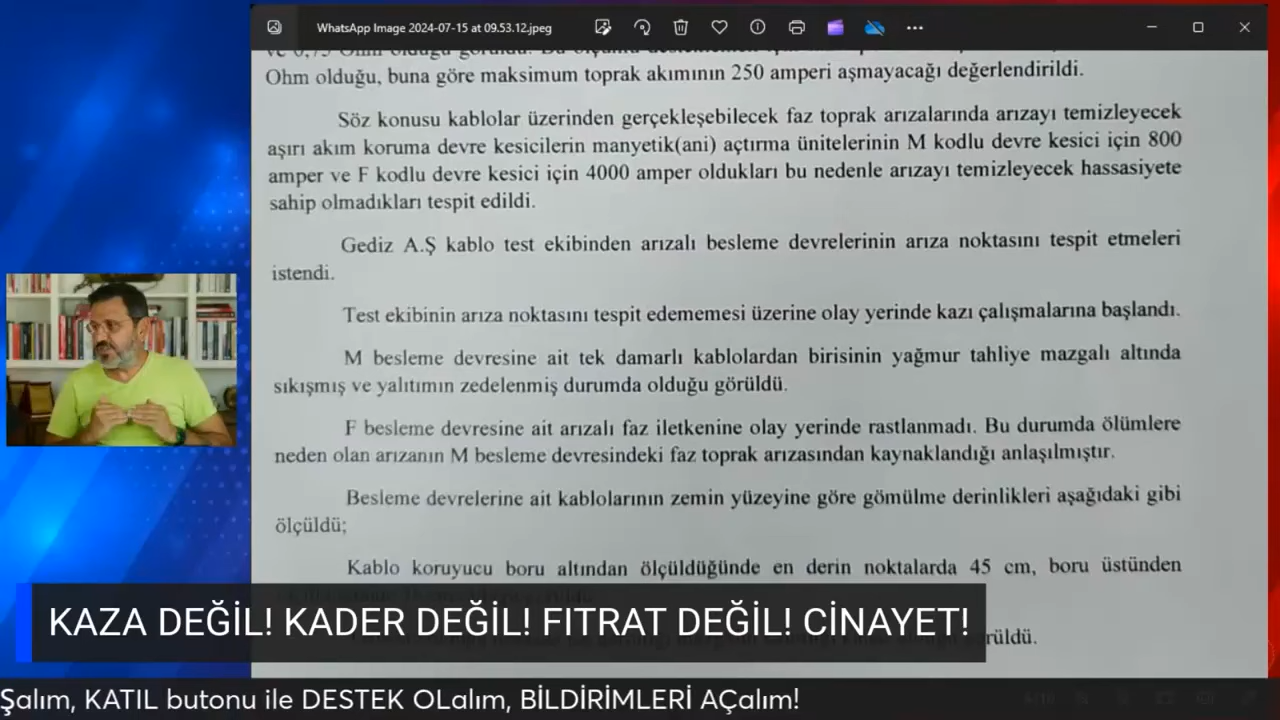 WhatsApp Image 2024-07-15 at 09.53.12.jpeg
Ohm olduğu, buna göre maksimum toprak akımının 250 amperi aşmayacağı değerlendirildi.
Söz konusu kablolar üzerinden gerçekleşebilecek faz toprak arızalarında arızayı temizleyecek
aşırı akım koruma devre kesicilerin manyetik(ani) açtırma ünitelerinin M kodlu devre kesici için 800
amper ve F kodlu devre kesici için 4000 amper oldukları bu nedenle arızayı temizleyecek hassasiyete
sahip olmadıkları tespit edildi.
Gediz A.Ş kablo test ekibinden arızalı besleme devrelerinin arıza noktasını tespit etmeleri
istendi.
Test ekibinin arıza noktasını tespit edememesi üzerine olay yerinde kazı çalışmalarına başlandı.
M besleme devresine ait tek damarlı kablolardan birisinin yağmur tahliye mazgalı altında
sıkışmış ve yalıtımın zedelenmiş durumda olduğu görüldü.
F besleme devresine ait arızalı faz iletkenine olay yerinde rastlanmadı. Bu durumda ölümlere
neden olan arızanın M besleme devresindeki faz toprak arızasından kaynaklandığı anlaşılmıştır.
Besleme devrelerine ait kablolarının zemin yüzeyine göre gömülme derinlikleri aşağıdaki gibi
ölçüldü;
Kablo koruyucu boru altından ölçüldüğünde en derin noktalarda 45 cm, boru üstünden
KAZA DEĞİL! KADER DEĞİL! FITRAT DEĞİL! CİNAYET!
Şalım, KATIL butonu ile DESTEK OLalım, BİLDİRİMLERİ AÇalım!